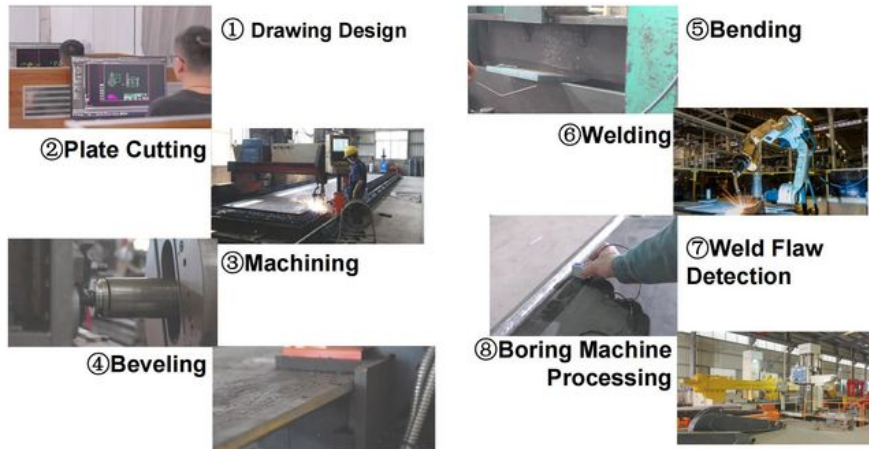 ① Drawing Design
②Plate Cutting
③Machining
④Beveling
⑤Bending
⑥Welding
⑦Weld Flaw
Detection
⑧Boring Machine
Processing